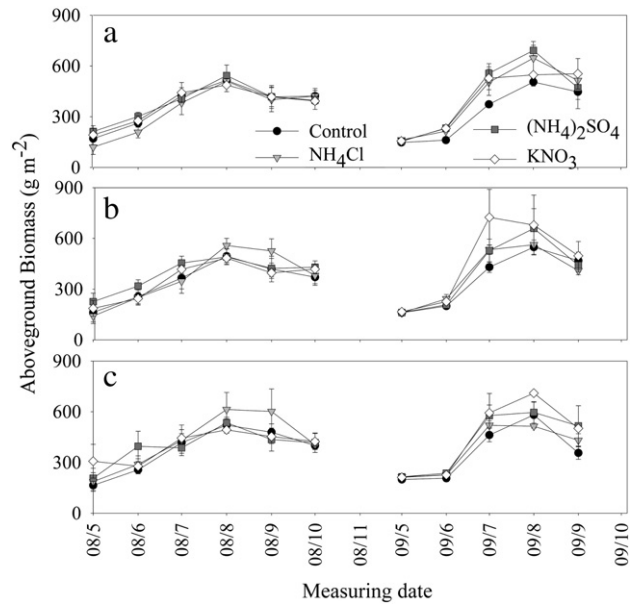 900
a
600
300
0
Control
NH4Cl
(NH4)2SO4
KNO3
900
b
600
300
0
900
c
600
300
0
Aboveground Biomass (g m-2)
08/5
08/6
08/7
08/8
08/9
08/10
08/11
09/5
09/6
09/7
09/8
09/9
09/10
Measuring date